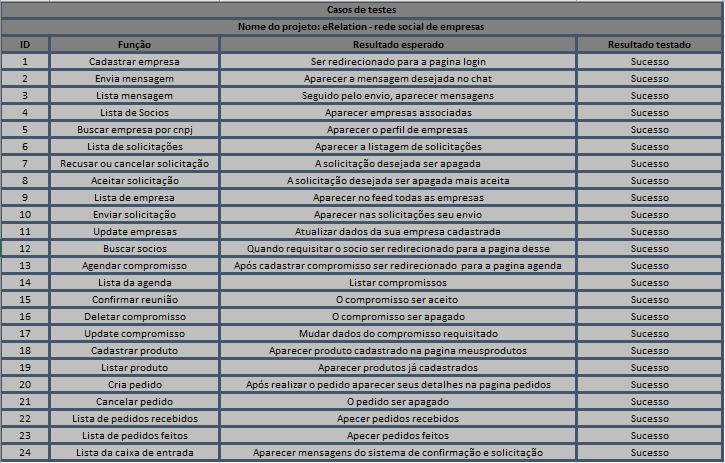 Casos de testes
Nome do projeto: eRelation - rede social de empresas
ID Função Resultado esperado Resultado testado
1 Cadastrar empresa Ser redirecionado para a pagina login Sucesso
2 Envia mensagem Aparecer a mensagem desejada no chat Sucesso
3 Lista mensagem Seguido pelo envio, aparecer mensagens Sucesso
4 Lista de Socios Aparecer empresas associadas Sucesso
5 Buscar empresa por cnpj Aparecer o perfil de empresas Sucesso
6 Lista de solicitações Aparecer a listagem de solicitações Sucesso
7 Recusar ou cancelar solicitação A solicitação desejada ser apagada Sucesso
8 Aceitar solicitação A solicitação desejada ser apagada mais aceita Sucesso
9 Lista de empresa Aparecer no feed todas as empresas Sucesso
10 Enviar solicitação Aparecer nas solicitações seu envio Sucesso
11 Update empresas Atualizar dados da sua empresa cadastrada Sucesso
12 Buscar socios Quando requisitar o socio ser redirecionado para a pagina desse Sucesso
13 Agendar compromisso Após cadastrar compromisso ser redirecionado para a pagina agenda Sucesso
14 Lista da agenda Listar compromissos Sucesso
15 Confirmar reunião O compromisso ser aceito Sucesso
16 Deletar compromisso O compromisso ser apagado Sucesso
17 Update compromisso Mudar dados do compromisso requisitado Sucesso
18 Cadastrar produto Aparecer produto cadastrado na pagina meusprodutos Sucesso
19 Listar produto Aparecer produtos já cadastrados Sucesso
20 Cria pedido Após realizar o pedido aparecer seus detalhes na pagina pedidos Sucesso
21 Cancelar pedido O pedido ser apagado Sucesso
22 Lista de pedidos recebidos Apecer pedidos recebidos Sucesso
23 Lista de pedidos feitos Apecer pedidos feitos Sucesso
24 Lista da caixa de entrada Aparecer mensagens do sistema de confirmação e solicitação Sucesso